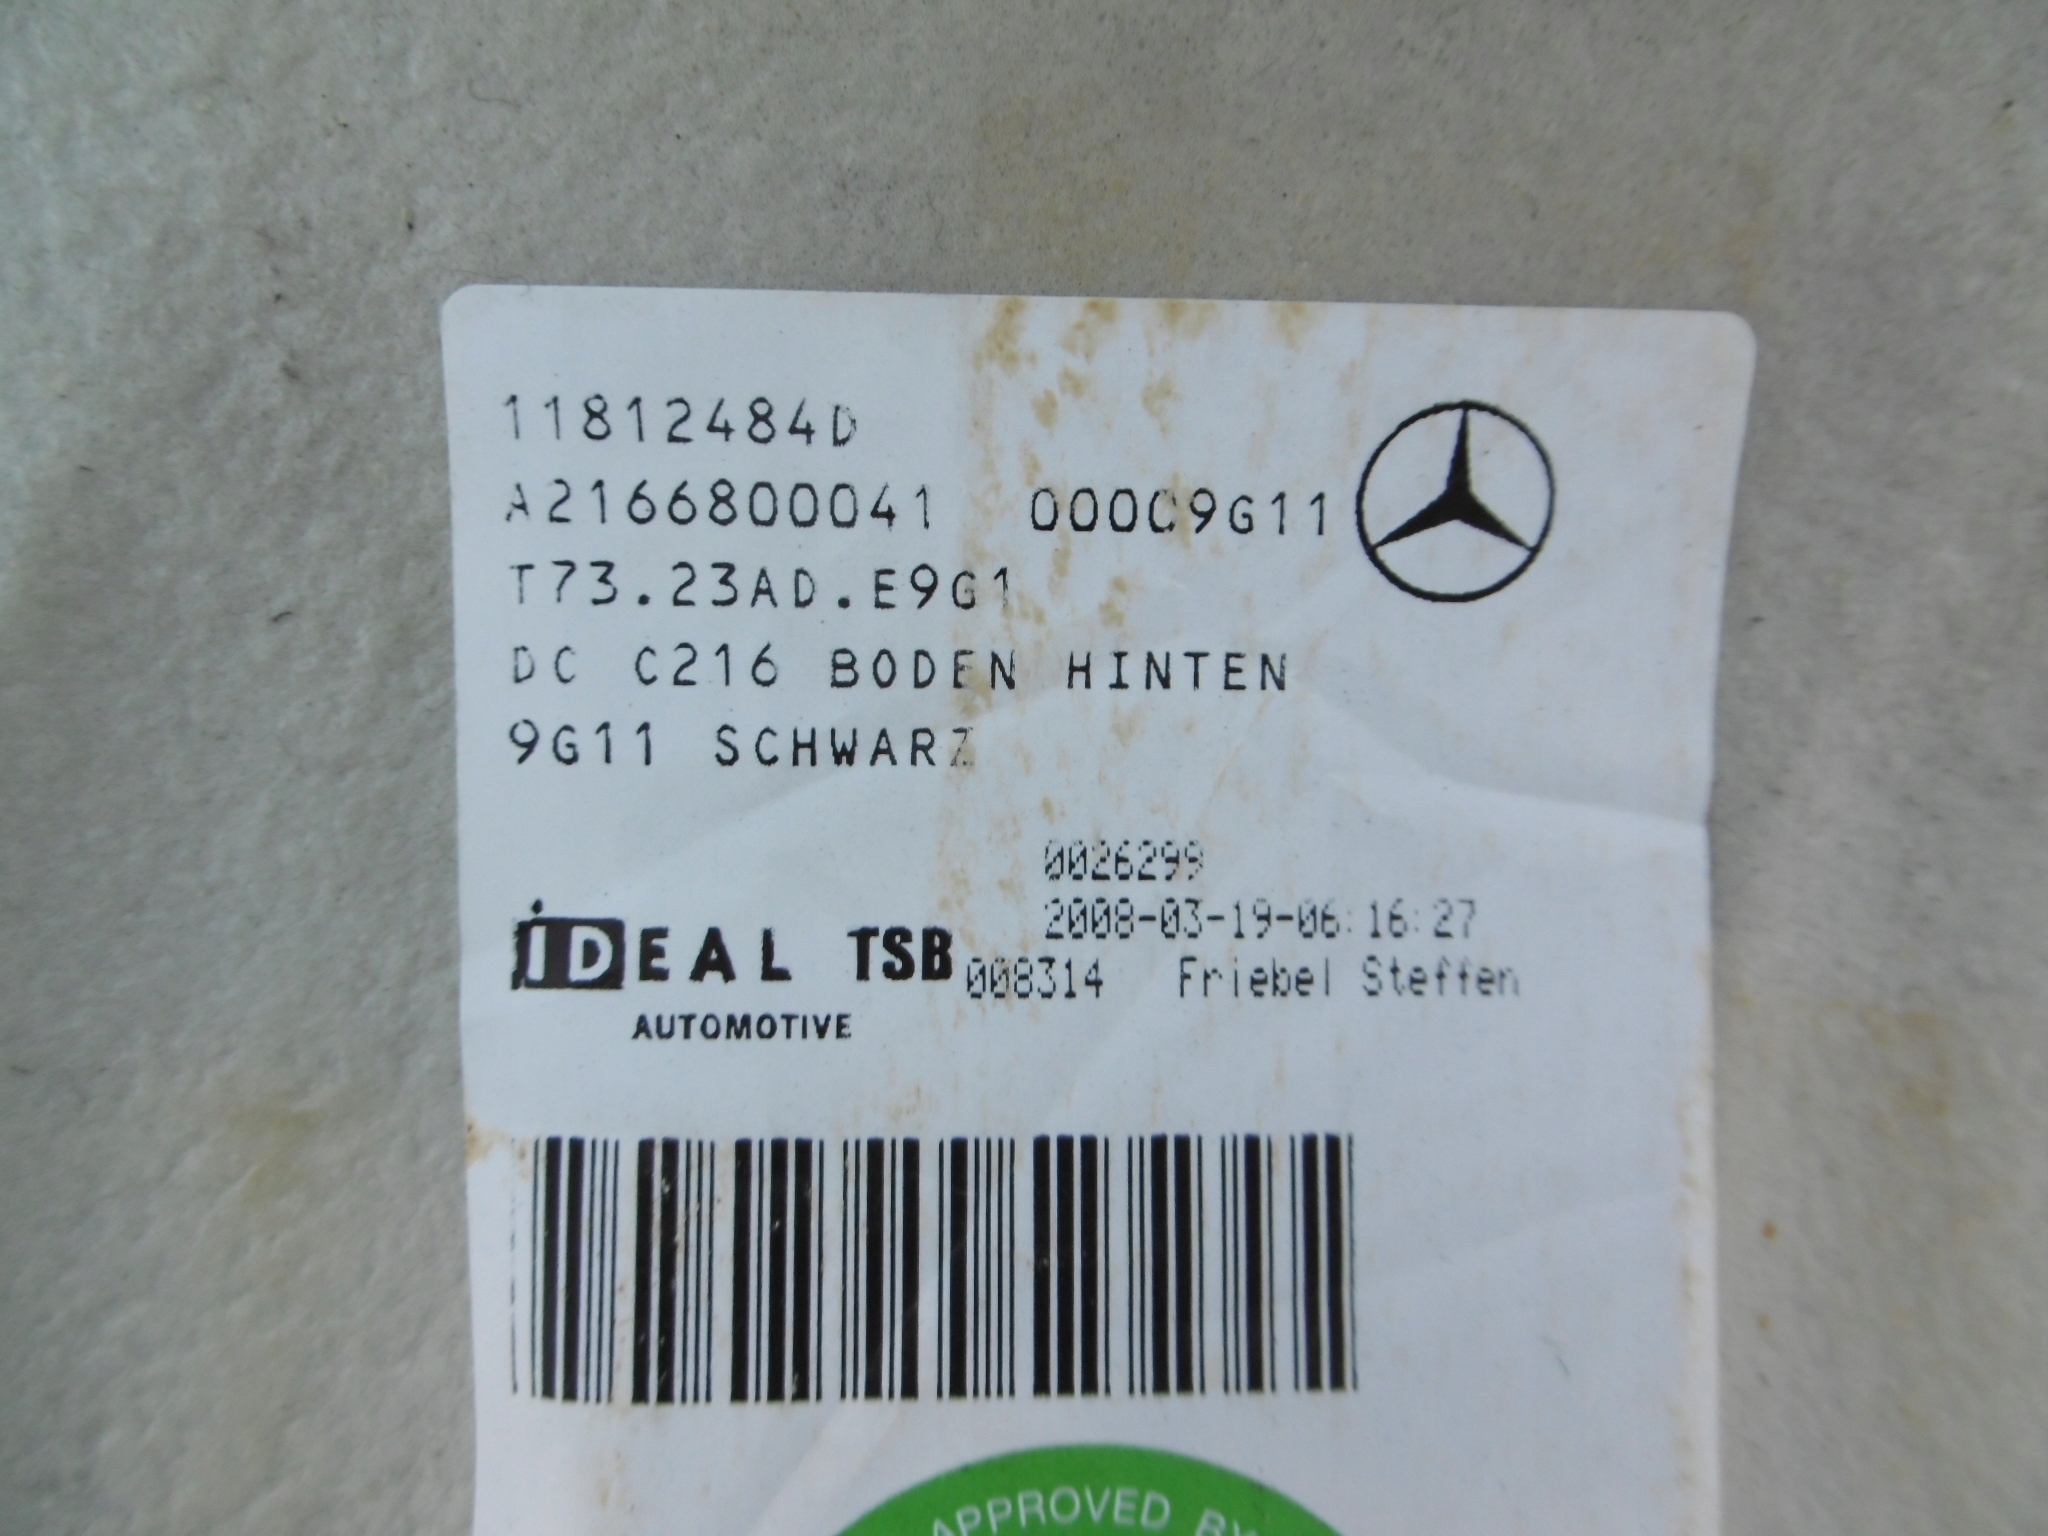 11812484D
A2166800041 000C9G11
T73.23AD.E9G1
DC C216 BODEN HINTEN
9G11 SCHWARZ
0026299
2008-03-19-06:16:27
iDEAL TSB 008314 Friebel Steffen
AUTOMOTIVE
APPROVED BY